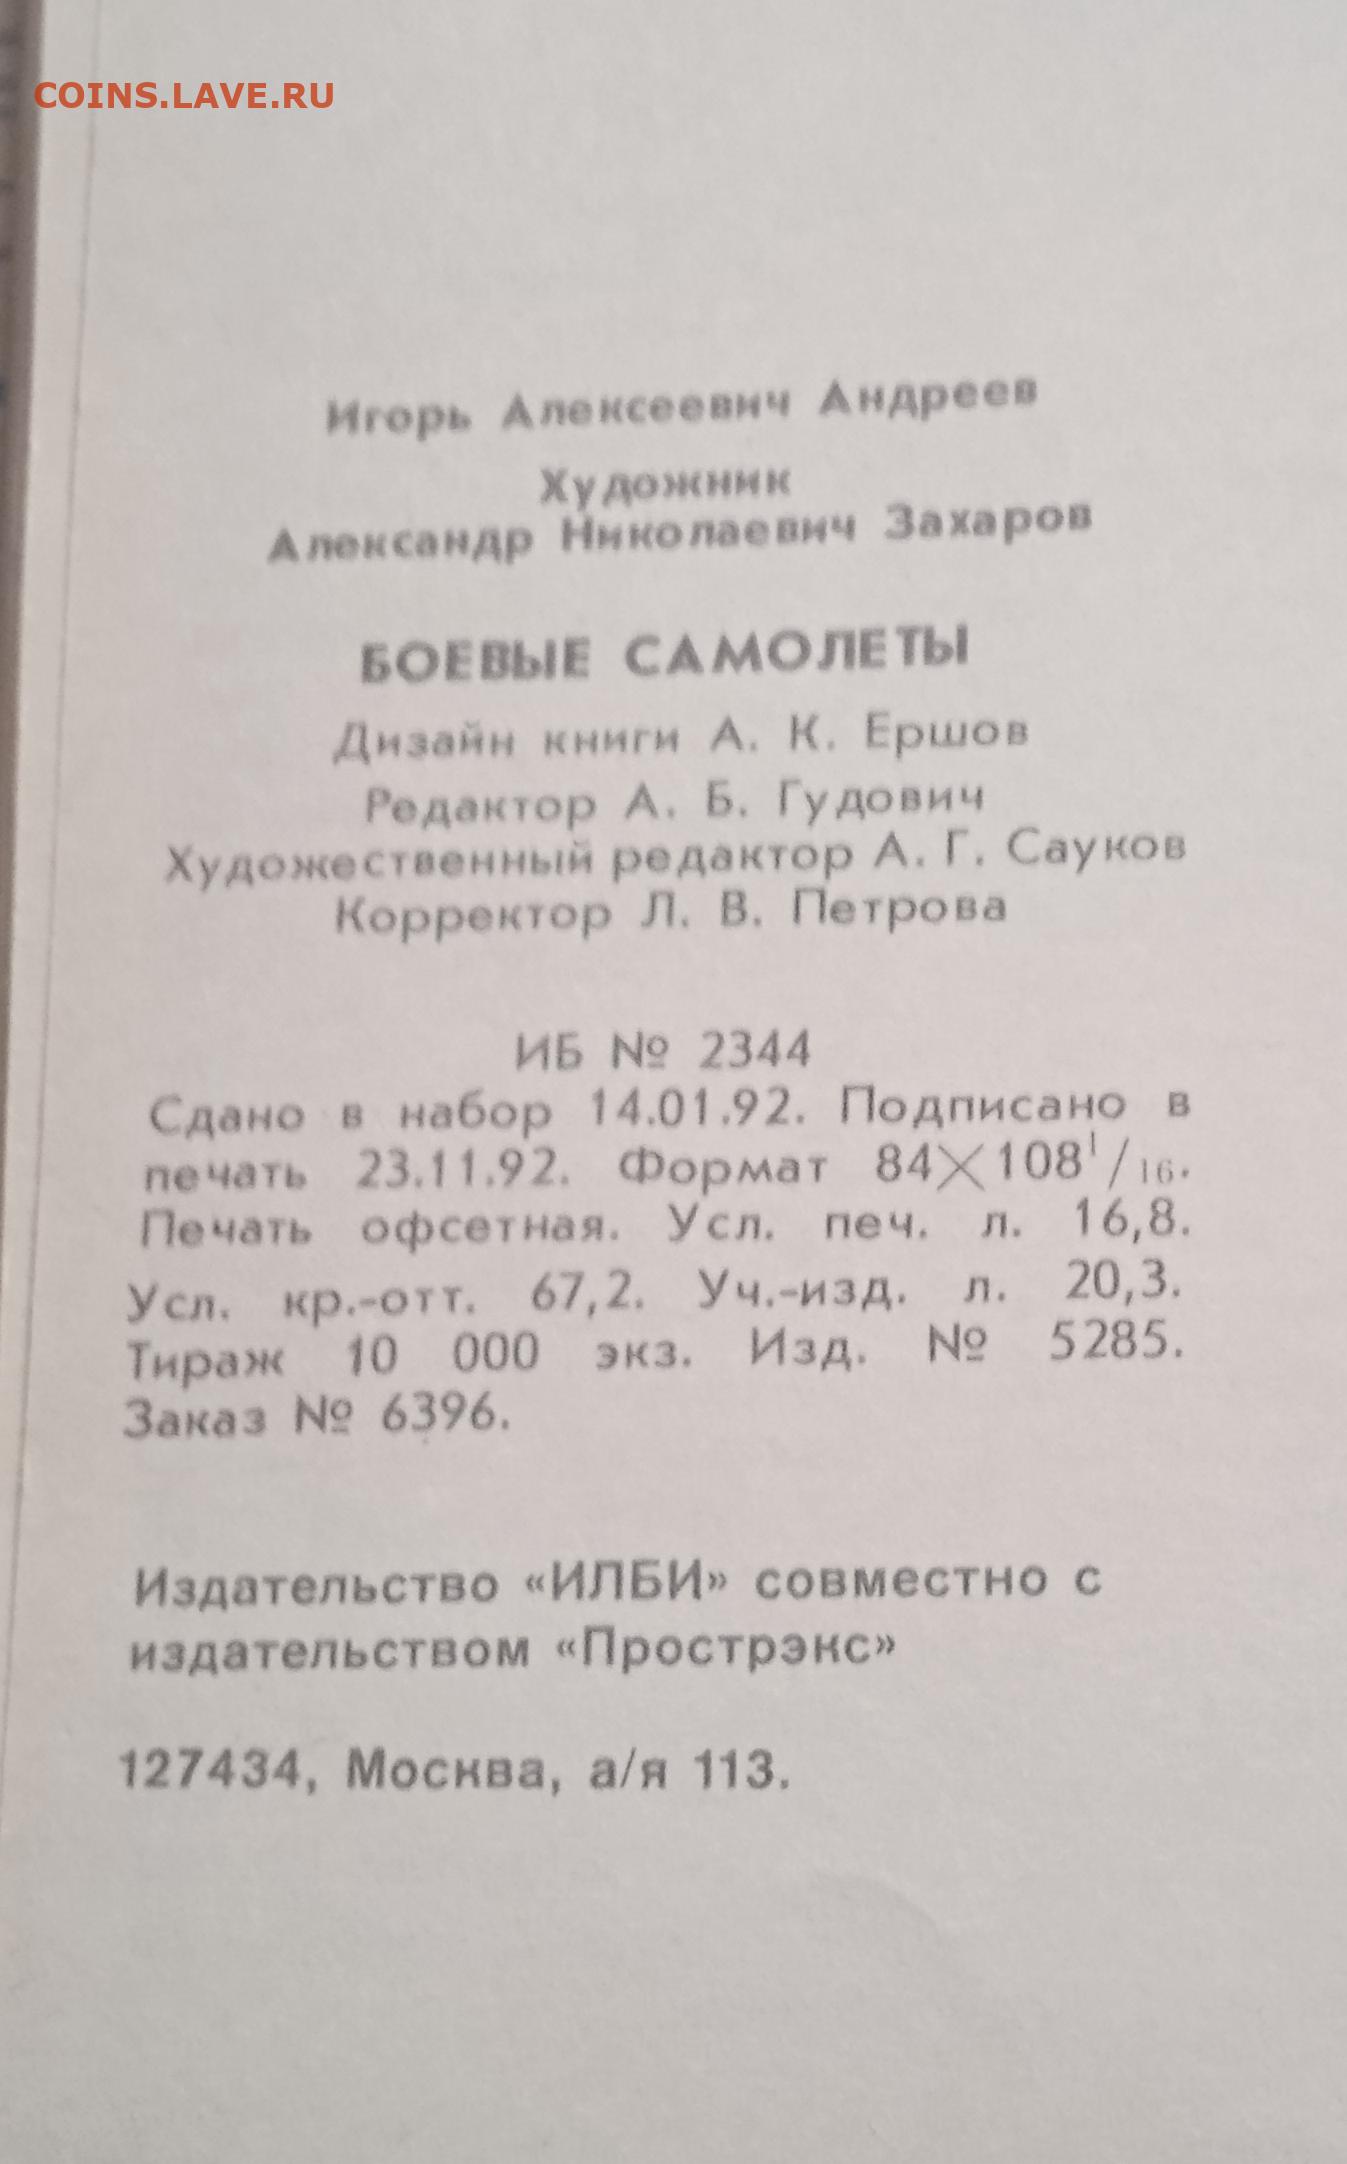 COINS.LAVE.RU
Игорь Алексеевич Андреев
Художник
Александр Николаевич Захаров
БОЕВЫЕ САМОЛЕТЫ
Дизайн книги А. К. Ершов
Редактор А. Б. Гудович
Художественный редактор А. Г. Сауков
Корректор Л. В. Петрова
ИБ № 2344
Сдано в набор 14.01.92. Подписано в
печать 23.11.92. Формат 84×108¹/₁₆.
Печать офсетная. Усл. печ. л. 16,8.
Усл. кр.-отт. 67,2. Уч.-изд. л. 20,3.
Тираж 10 000 экз. Изд. № 5285.
Заказ № 6396.
Издательство «ИЛБИ» совместно с
издательством «Прострэкс»
127434, Москва, а/я 113.